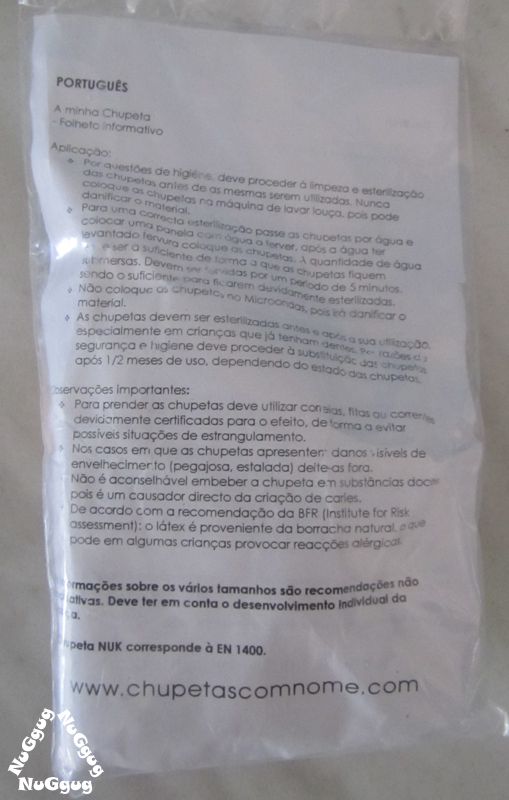 PORTUGUÊS
A minha Chupeta
- Folheto informativo
Aplicação:
Por questões de higiéne, deve proceder á limpeza e esterilização
das chupetas antes de as mesmas serem utilizadas. Nunca
coloque as chupetas na máquina de lavar louça, pois pode
danificar o material.
Para uma correcta esterilização passe as chupetas por água e
colocar uma panela com água a ferver, após a água ter
levantado fervura coloque as chupetas. A quantidade de água
ser a suficiente de forma a que as chupetas fiquem
submersas. Devem ser fervidas por um período de 5 minutos,
sendo o suficiente para ficarem devidamente esterilizadas.
Não coloque as chupetas no Microondas, pois irá danificar o
material.
As chupetas devem ser esterilizadas antes e após a sua utilização,
especialmente em crianças que já tenham dentes. Por razões de
segurança e higiene deve proceder á substituição das chupetas
após 1/2 meses de uso, dependendo do estado das chupetas.
Observações importantes:
Para prender as chupetas deve utilizar correias, fitas ou correntes
devidamente certificadas para o efeito, de forma a evitar
possíveis situações de estrangulamento.
Nos casos em que as chupetas apresentem danos visíveis de
envelhecimento (pegajosa, estalada) deite-as fora.
Não é aconselhável embeber a chupeta em substâncias doces
pois é um causador directo da criação de caries.
De acordo com a recomendação da BFR (Institute for Risk
assessment): o látex é proveniente da borracha natural, o que
pode em algumas crianças provocar reacções alérgicas.
formações sobre os vários tamanhos são recomendações não
ativas. Deve ter em conta o desenvolvimento individual da
ça.
upeta NUK corresponde à EN 1400.
www.chupetascomnome.com
NuGgug
NuGgug
NuGgug